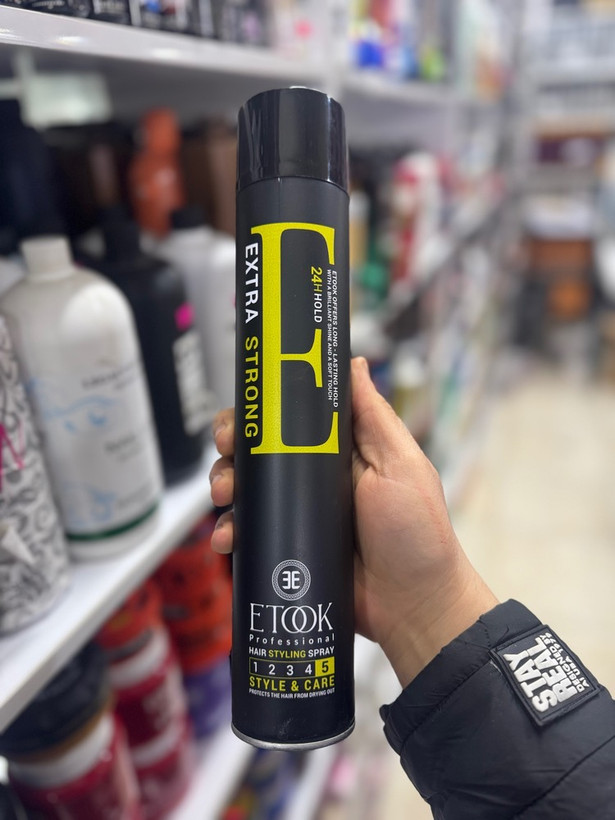 E
EXTRA STRONG
24H HOLD
ETOOK OFFERS LONG - LASTING HOLD
WITH A BRILLIANT SHINE AND A SOFT TOUCH
ETOOK
Professional
HAIR STYLING SPRAY
1 2 3 4 5
STYLE & CARE
PROTECTS THE HAIR FROM DRYING OUT
STAY
REAL